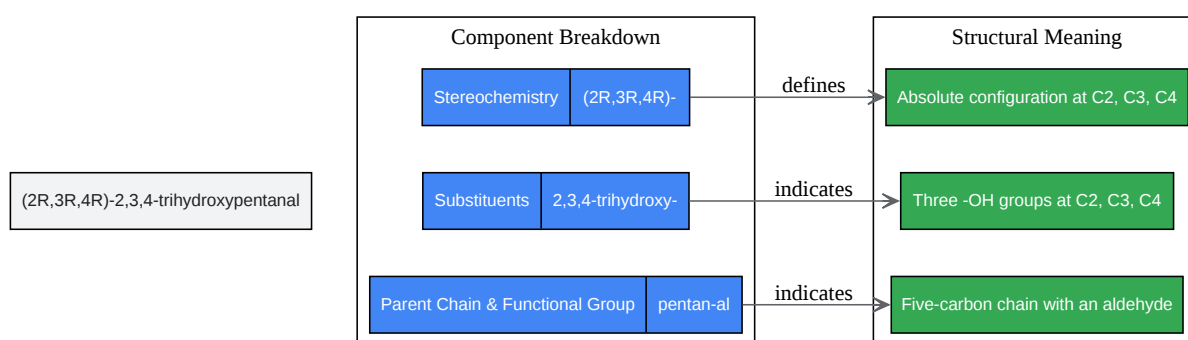 Component Breakdown
Structural Meaning
Stereochemistry
(2R,3R,4R)-
defines
Absolute configuration at C2, C3, C4
(2R,3R,4R)-2,3,4-trihydroxypentanal
Substituents
2,3,4-trihydroxy-
indicates
Three -OH groups at C2, C3, C4
Parent Chain & Functional Group
pentan-al
indicates
Five-carbon chain with an aldehyde